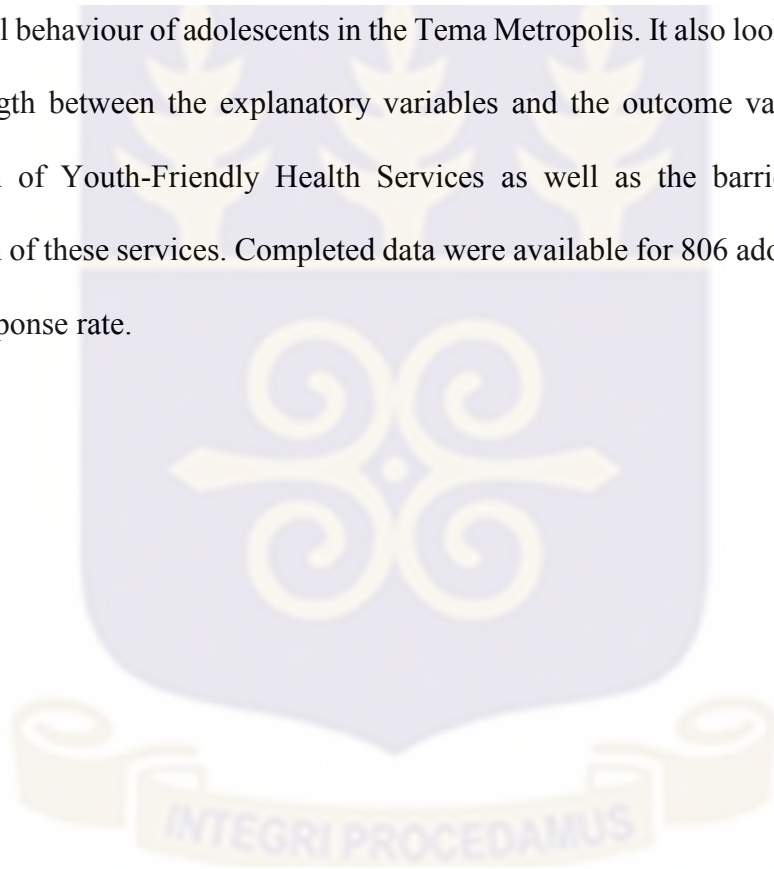 l behaviour of adolescents in the Tema Metropolis. It also loo
gth between the explanatory variables and the outcome va
of Youth-Friendly Health Services as well as the barri
of these services. Completed data were available for 806 ado
ponse rate.
INTEGRI PROCEDAMUS